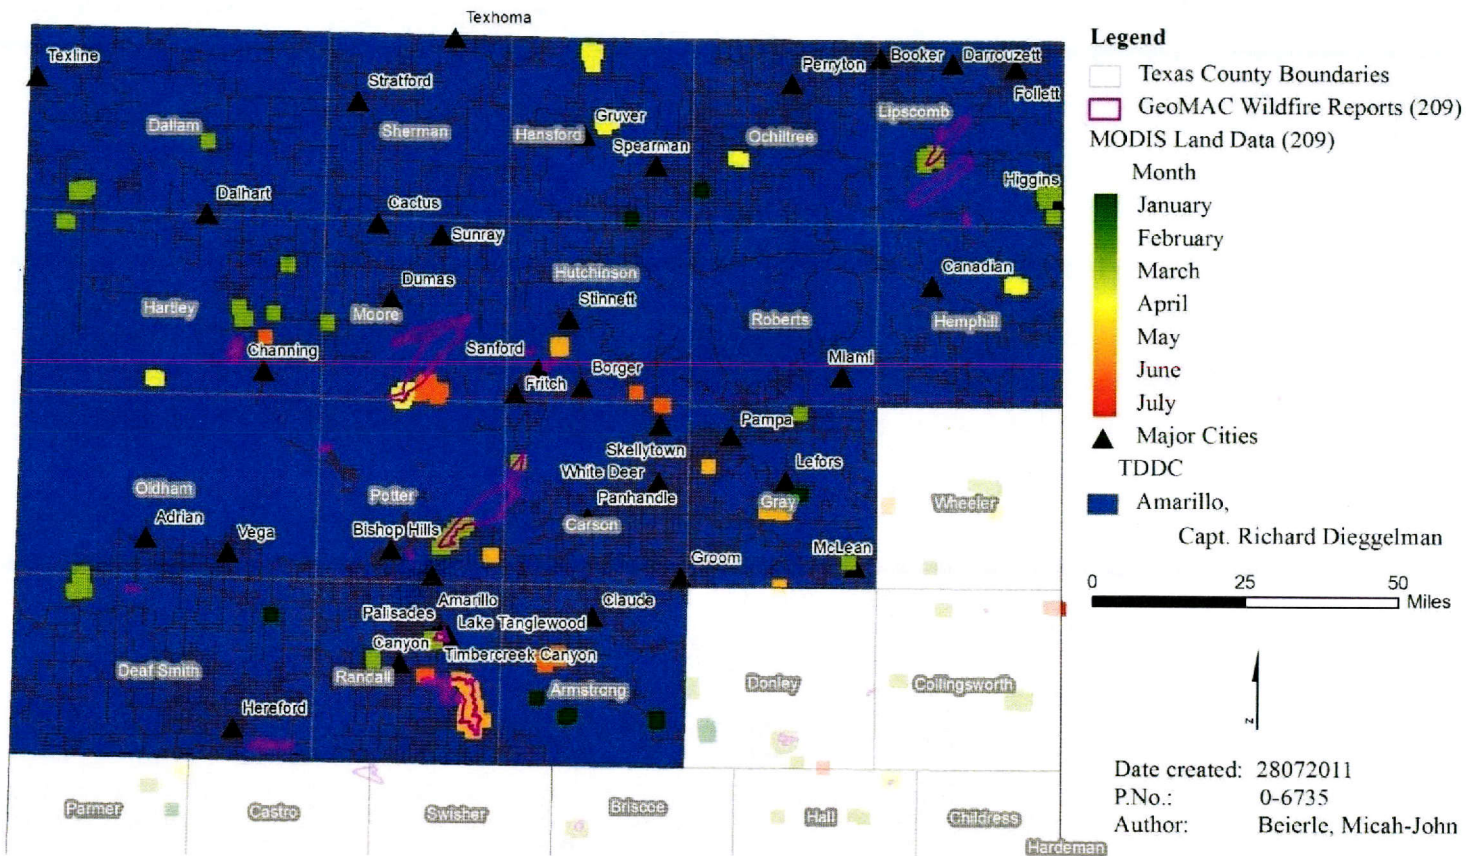 Texhoma
Texline
Stratford
Perryton
Booker
Darrouzett
Follett
Dallam
Sherman
Hansford
Gruver
Spearman
Ochiltree
Lipscomb
Higgins
Dalhart
Cactus
Sunray
Dumas
Hutchinson
Stinnett
Canadian
Hartley
Moore
Roberts
Hemphill
Channing
Sanford
Fritch
Borger
Miami
Pampa
Skellytown
White Deer
Lefors
Oldham
Potter
Panhandle
Gray
Wheeler
Adrian
Vega
Bishop Hills
Carson
Groom
McLean
Amarillo
Claude
Palisades
Lake Tanglewood
Canyon
Timbercreek Canyon
Deaf Smith
Randall
Armstrong
Donley
Collingsworth
Hereford
Parmer
Castro
Swisher
Briscoe
Hall
Childress
Hardeman
Legend
Texas County Boundaries
GeoMAC Wildfire Reports (209)
MODIS Land Data (209)
Month
January
February
March
April
May
June
July
Major Cities
TDDC
Amarillo,
Capt. Richard Dieggelman
0 25 50
Miles
N
Date created: 28072011
P.No.: 0-6735
Author: Beierle, Micah-John